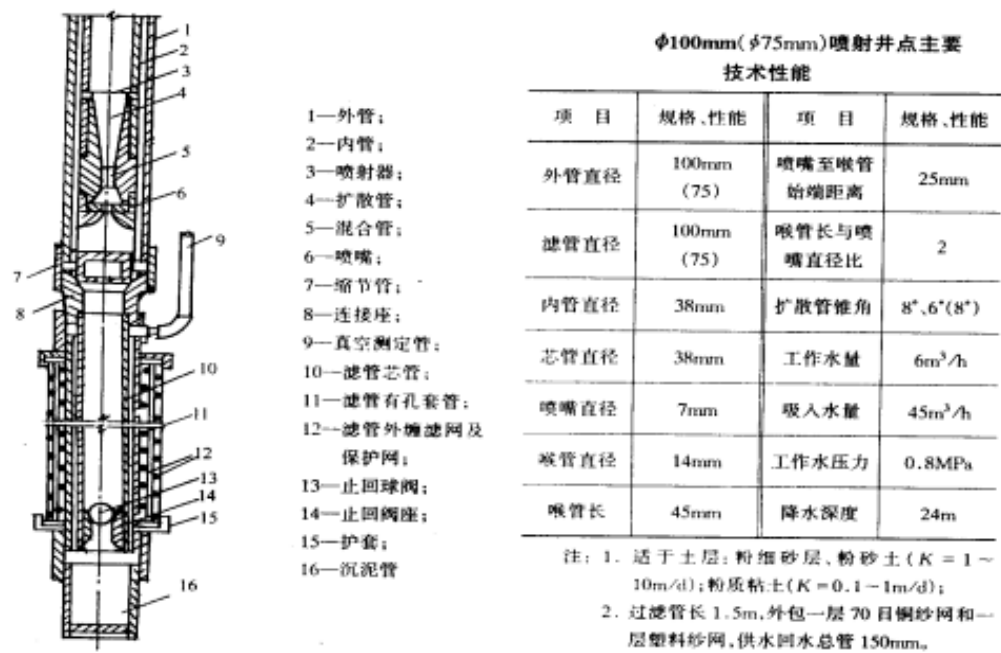 1
2
3
4
5
6
7
8
9
10
11
12
13
14
15
16
1—外管；
2—内管；
3—喷射器；
4—扩散管；
5—混合管；
6—喷嘴；
7—缩节管；
8—连接座；
9—真空测定管；
10—滤管芯管；
11—滤管有孔套管；
12—滤管外缠滤网及
保护网；
13—止回球阀；
14—止回阀座；
15—护套；
16—沉泥管
ϕ100mm(ϕ75mm)喷射井点主要
技术性能
项 目 规格、性能 项 目 规格、性能
外管直径 100mm (75) 喷嘴至喉管始端距离 25mm
滤管直径 100mm (75) 喉管长与喷嘴直径比 2
内管直径 38mm 扩散管锥角 8°、6°(8°)
芯管直径 38mm 工作水量 6m³/h
喷嘴直径 7mm 吸入水量 45m³/h
喉管直径 14mm 工作水压力 0.8MPa
喉管长 45mm 降水深度 24m
注：1. 适于土层：粉细砂层、粉砂土(K = 1～
10m/d)；粉质粘土(K = 0.1～1m/d)；
2. 过滤管长 1.5m，外包一层 70 目铜纱网和一
层塑料纱网，供水回水总管 150mm。